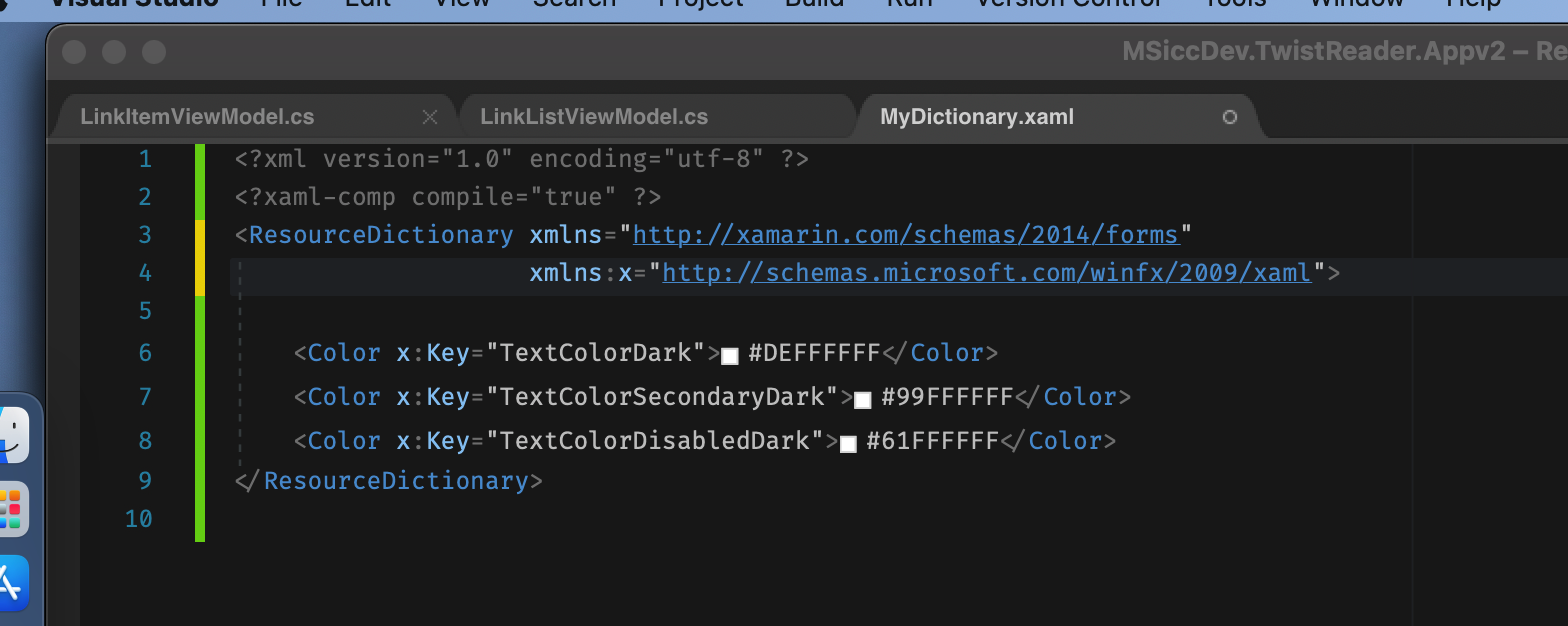 Visual Studio File Edit View Search Project Build Run Version Control Tools Window Help
MSiccDev.TwistReader.Appv2 – Re
LinkItemViewModel.cs LinkListViewModel.cs MyDictionary.xaml
1 <?xml version="1.0" encoding="utf-8" ?>
2 <?xaml-comp compile="true" ?>
3 <ResourceDictionary xmlns="http://xamarin.com/schemas/2014/forms"
4 xmlns:x="http://schemas.microsoft.com/winfx/2009/xaml">
5
6 <Color x:Key="TextColorDark">#DEFFFFFF</Color>
7 <Color x:Key="TextColorSecondaryDark">#99FFFFFF</Color>
8 <Color x:Key="TextColorDisabledDark">#61FFFFFF</Color>
9 </ResourceDictionary>
10